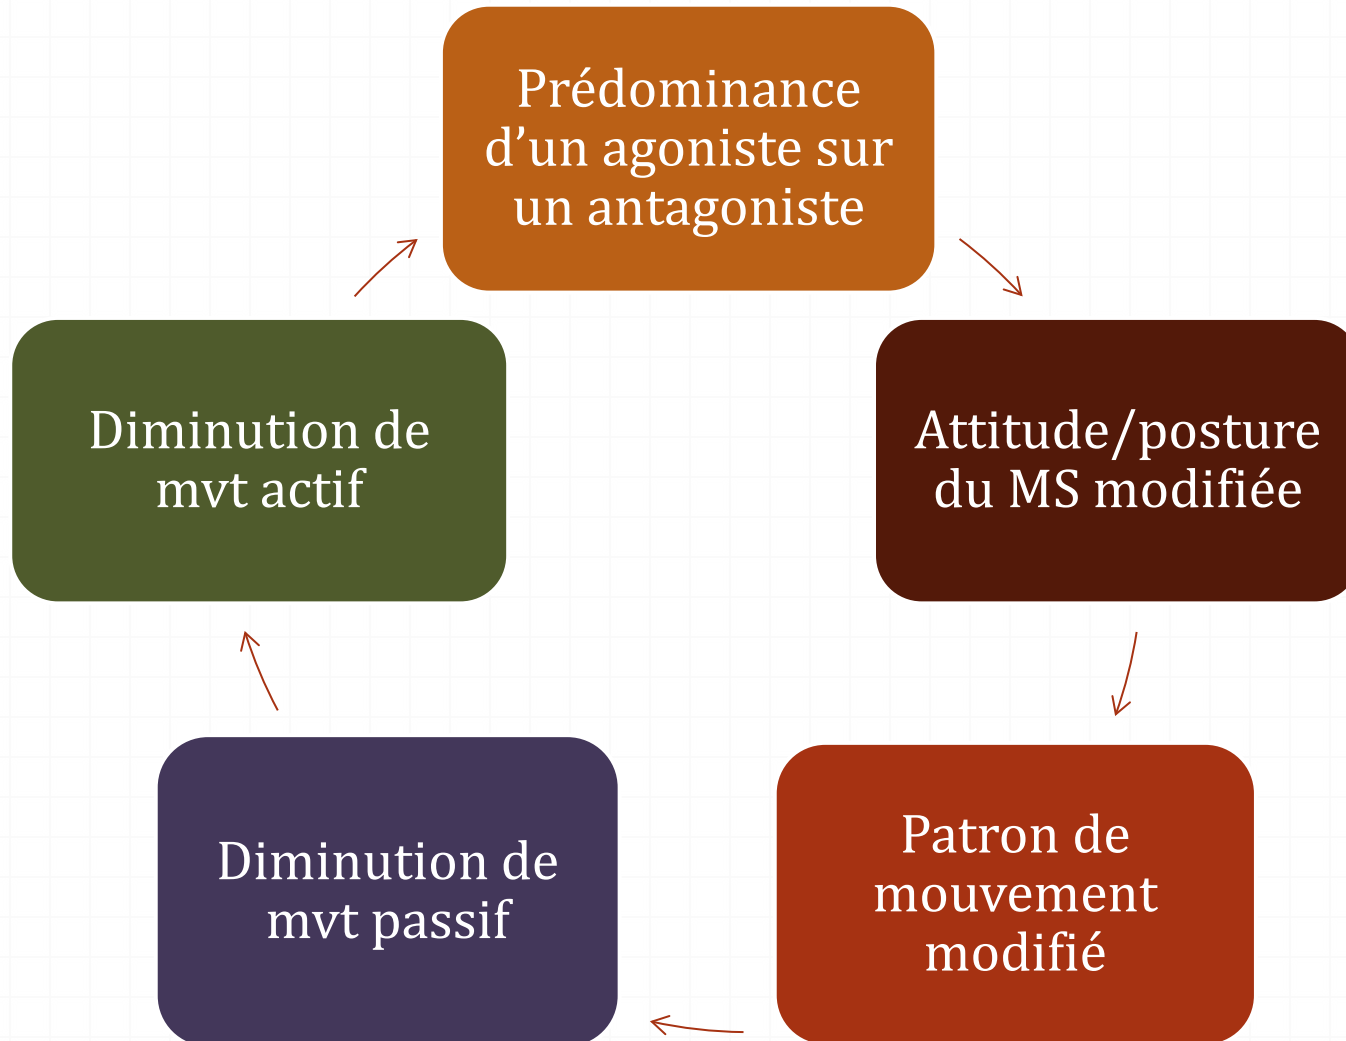 Prédominance
d’un agoniste sur
un antagoniste
Attitude/posture
du MS modifiée
Patron de
mouvement
modifié
Diminution de
mvt passif
Diminution de
mvt actif